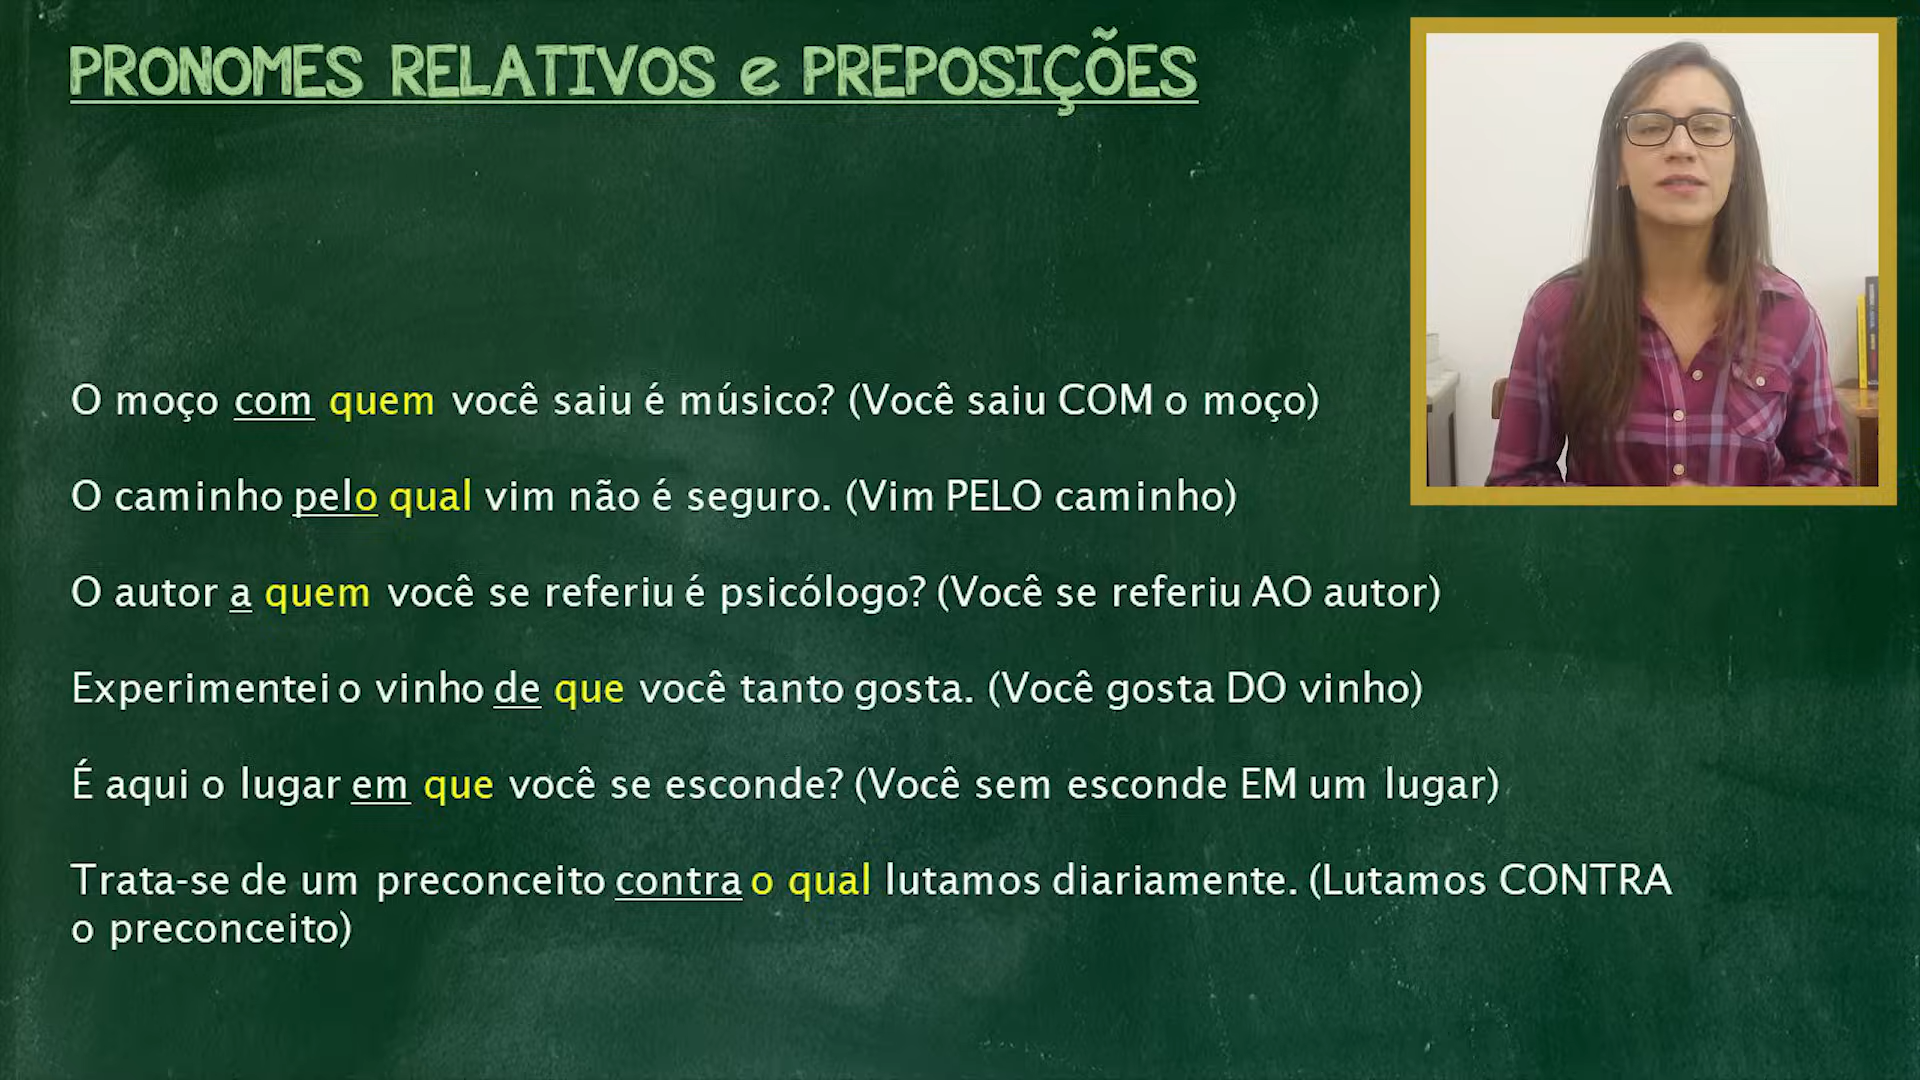 PRONOMES RELATIVOS e PREPOSIÇÕES
O moço com quem você saiu é músico? (Você saiu COM o moço)
O caminho pelo qual vim não é seguro. (Vim PELO caminho)
O autor a quem você se referiu é psicólogo? (Você se referiu AO autor)
Experimentei o vinho de que você tanto gosta. (Você gosta DO vinho)
É aqui o lugar em que você se esconde? (Você sem esconde EM um lugar)
Trata-se de um preconceito contra o qual lutamos diariamente. (Lutamos CONTRA
o preconceito)